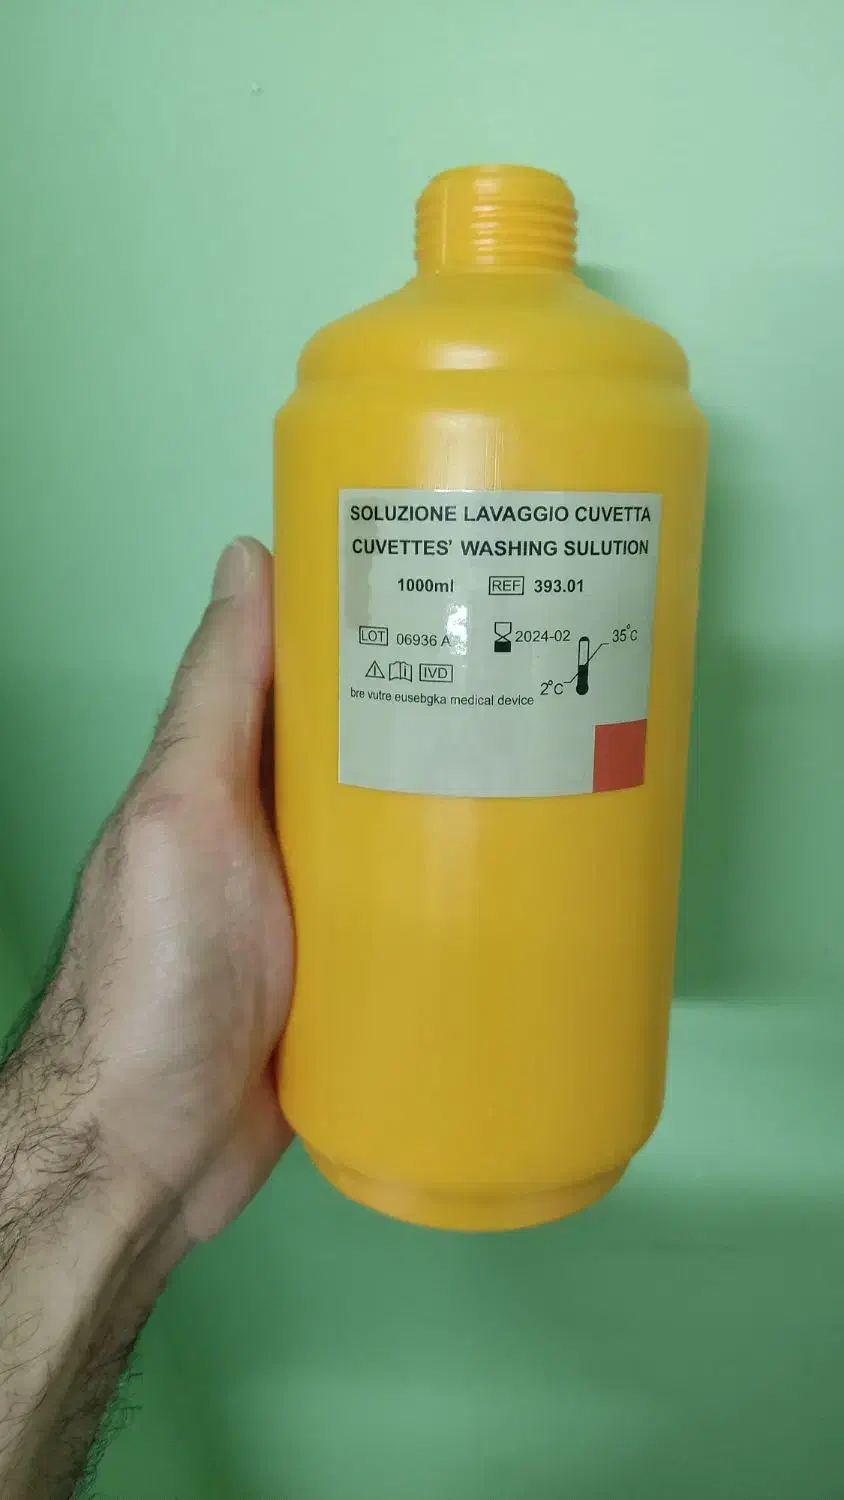 SOLUZIONE LAVAGGIO CUVETTA
CUVETTES' WASHING SULUTION
1000ml REF 393.01
LOT 06936 A 2024-02 35°C
i IVD
2°C
bre vutre eusebgka medical device